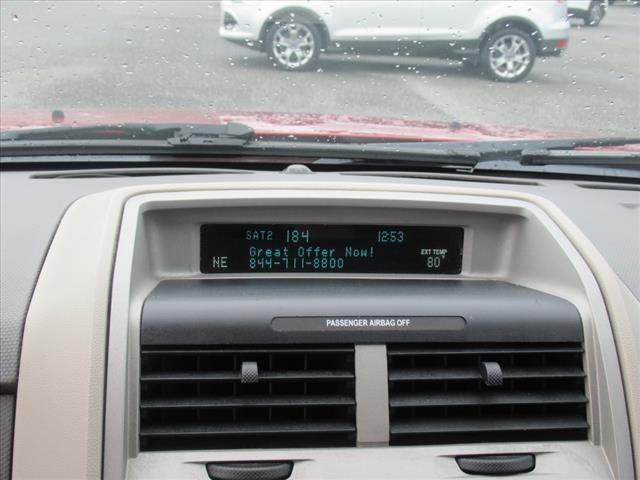 SAT2 184 12:53
Great Offer Now! EXT TEMP
NE 844-711-8800 80°
PASSENGER AIRBAG OFF